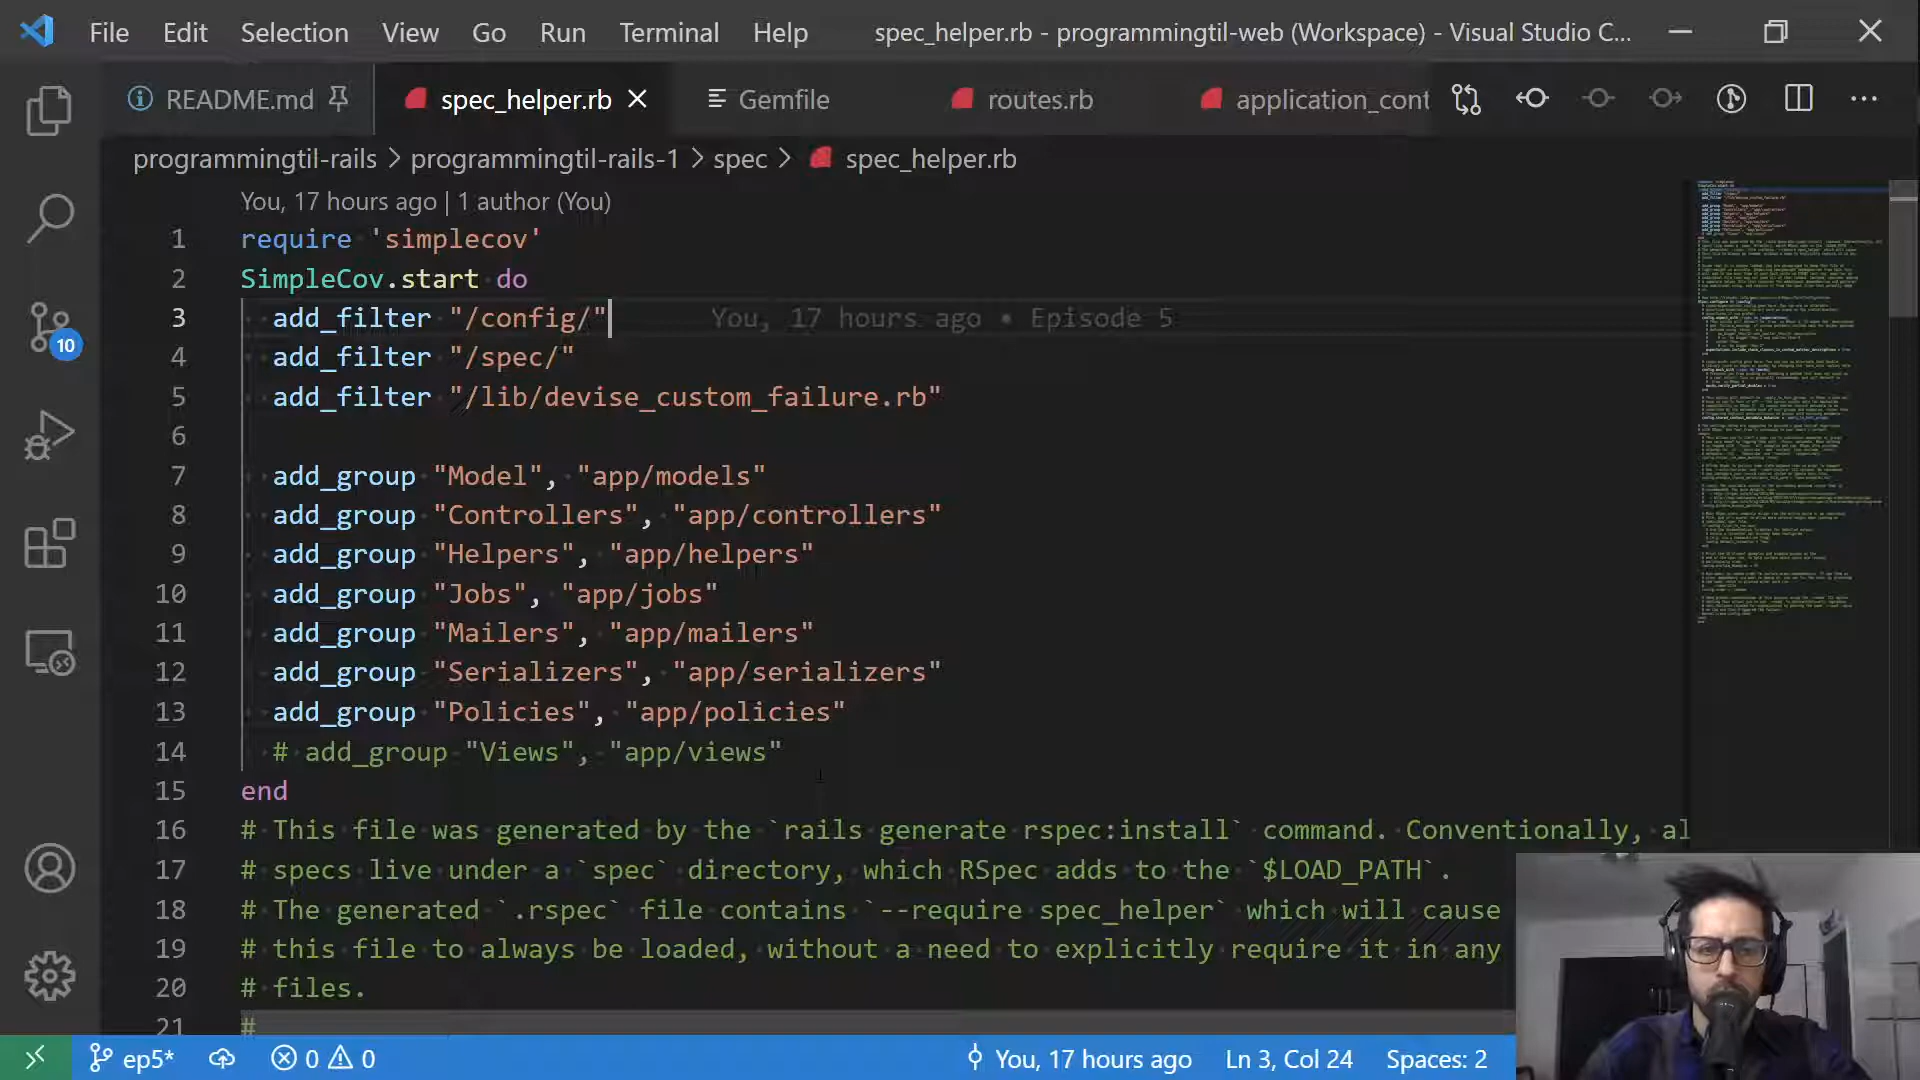 File Edit Selection View Go Run Terminal Help spec_helper.rb - programmingtil-web (Workspace) - Visual Studio C...
README.md spec_helper.rb Gemfile routes.rb application_cont
programmingtil-rails > programmingtil-rails-1 > spec > spec_helper.rb
You, 17 hours ago | 1 author (You)
1 require 'simplecov'
2 SimpleCov.start do
3 add_filter "/config/" You, 17 hours ago • Episode 5
4 add_filter "/spec/"
5 add_filter "/lib/devise_custom_failure.rb"
6
7 add_group "Model", "app/models"
8 add_group "Controllers", "app/controllers"
9 add_group "Helpers", "app/helpers"
10 add_group "Jobs", "app/jobs"
11 add_group "Mailers", "app/mailers"
12 add_group "Serializers", "app/serializers"
13 add_group "Policies", "app/policies"
14 # add_group "Views", "app/views"
15 end
16 # This file was generated by the `rails generate rspec:install` command. Conventionally, al
17 # specs live under a `spec` directory, which RSpec adds to the `$LOAD_PATH`.
18 # The generated `.rspec` file contains `--require spec_helper` which will cause
19 # this file to always be loaded, without a need to explicitly require it in any
20 # files.
21 #
10
ep5* 0 0 You, 17 hours ago Ln 3, Col 24 Spaces: 2